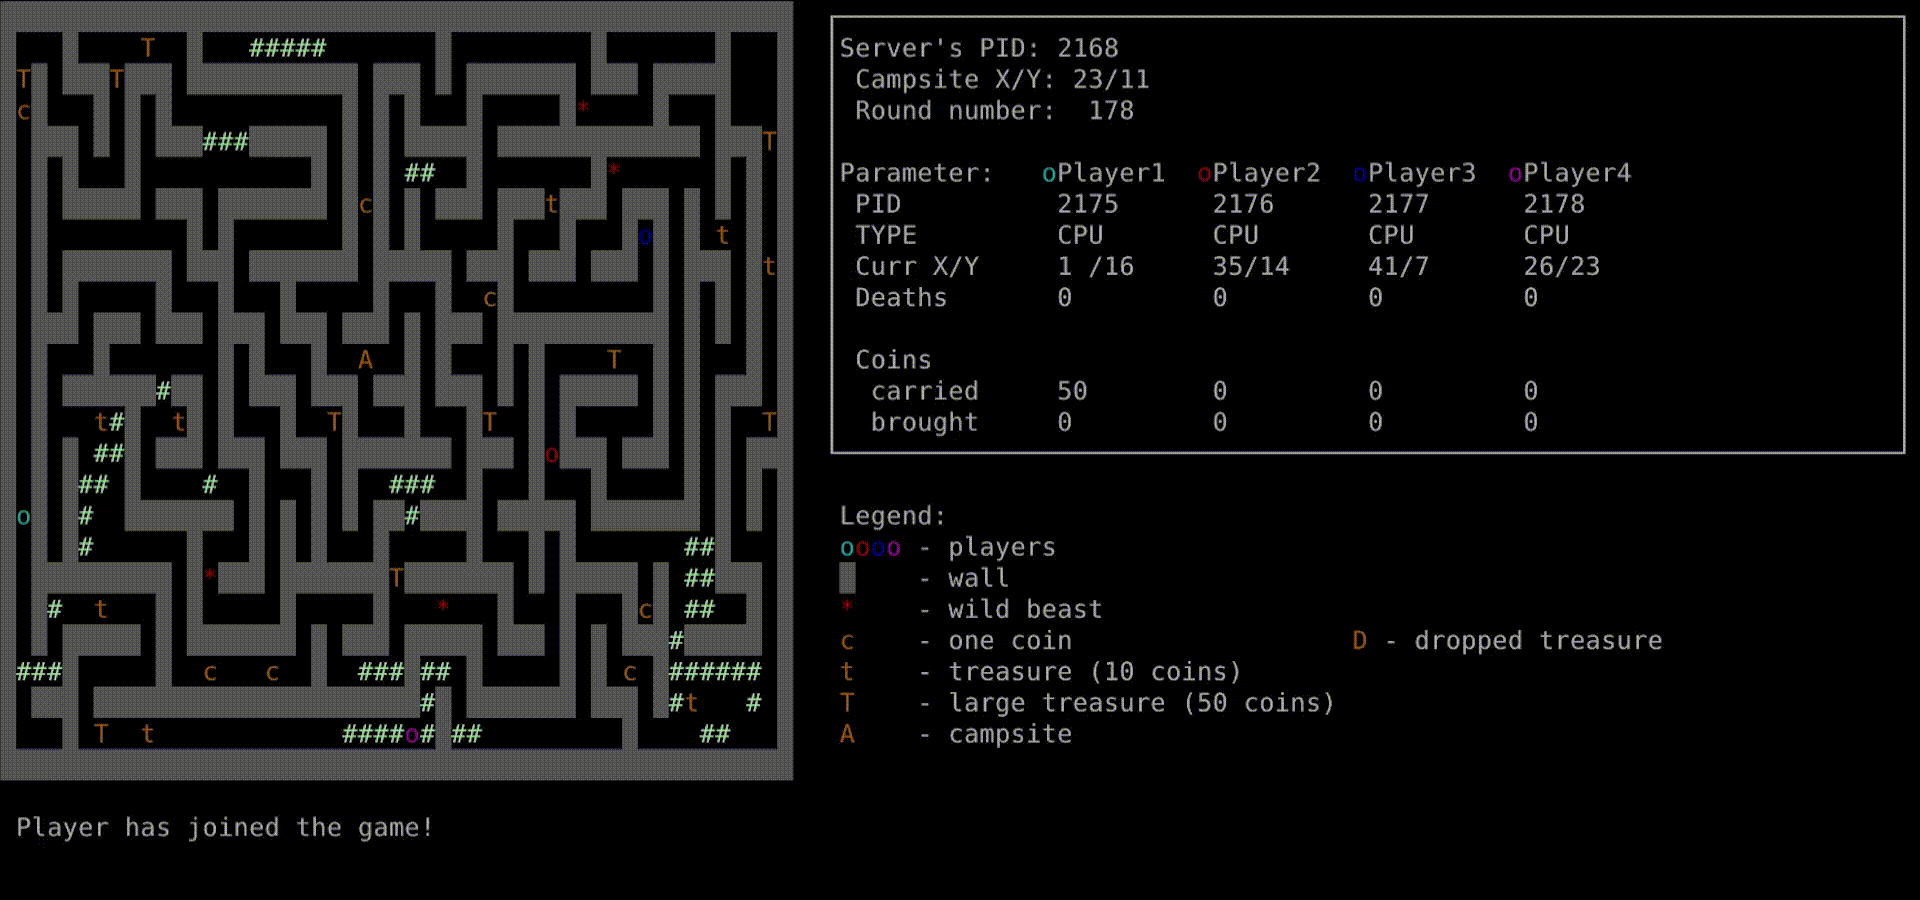 T #####
T T
c *
### T
## *
c t
o t
t
c
A T
#
t# t T T T
## o
## # ###
o # #
# ##
* T ##
# t * c ##
#
### c c ### ## c ######
# #t #
T t ####o# ## ##
Player has joined the game!
Server's PID: 2168
Campsite X/Y: 23/11
Round number: 178
Parameter: oPlayer1 oPlayer2 oPlayer3 oPlayer4
PID 2175 2176 2177 2178
TYPE CPU CPU CPU CPU
Curr X/Y 1 /16 35/14 41/7 26/23
Deaths 0 0 0 0
Coins
carried 50 0 0 0
brought 0 0 0 0
Legend:
oooo - players
- wall
* - wild beast
c - one coin D - dropped treasure
t - treasure (10 coins)
T - large treasure (50 coins)
A - campsite